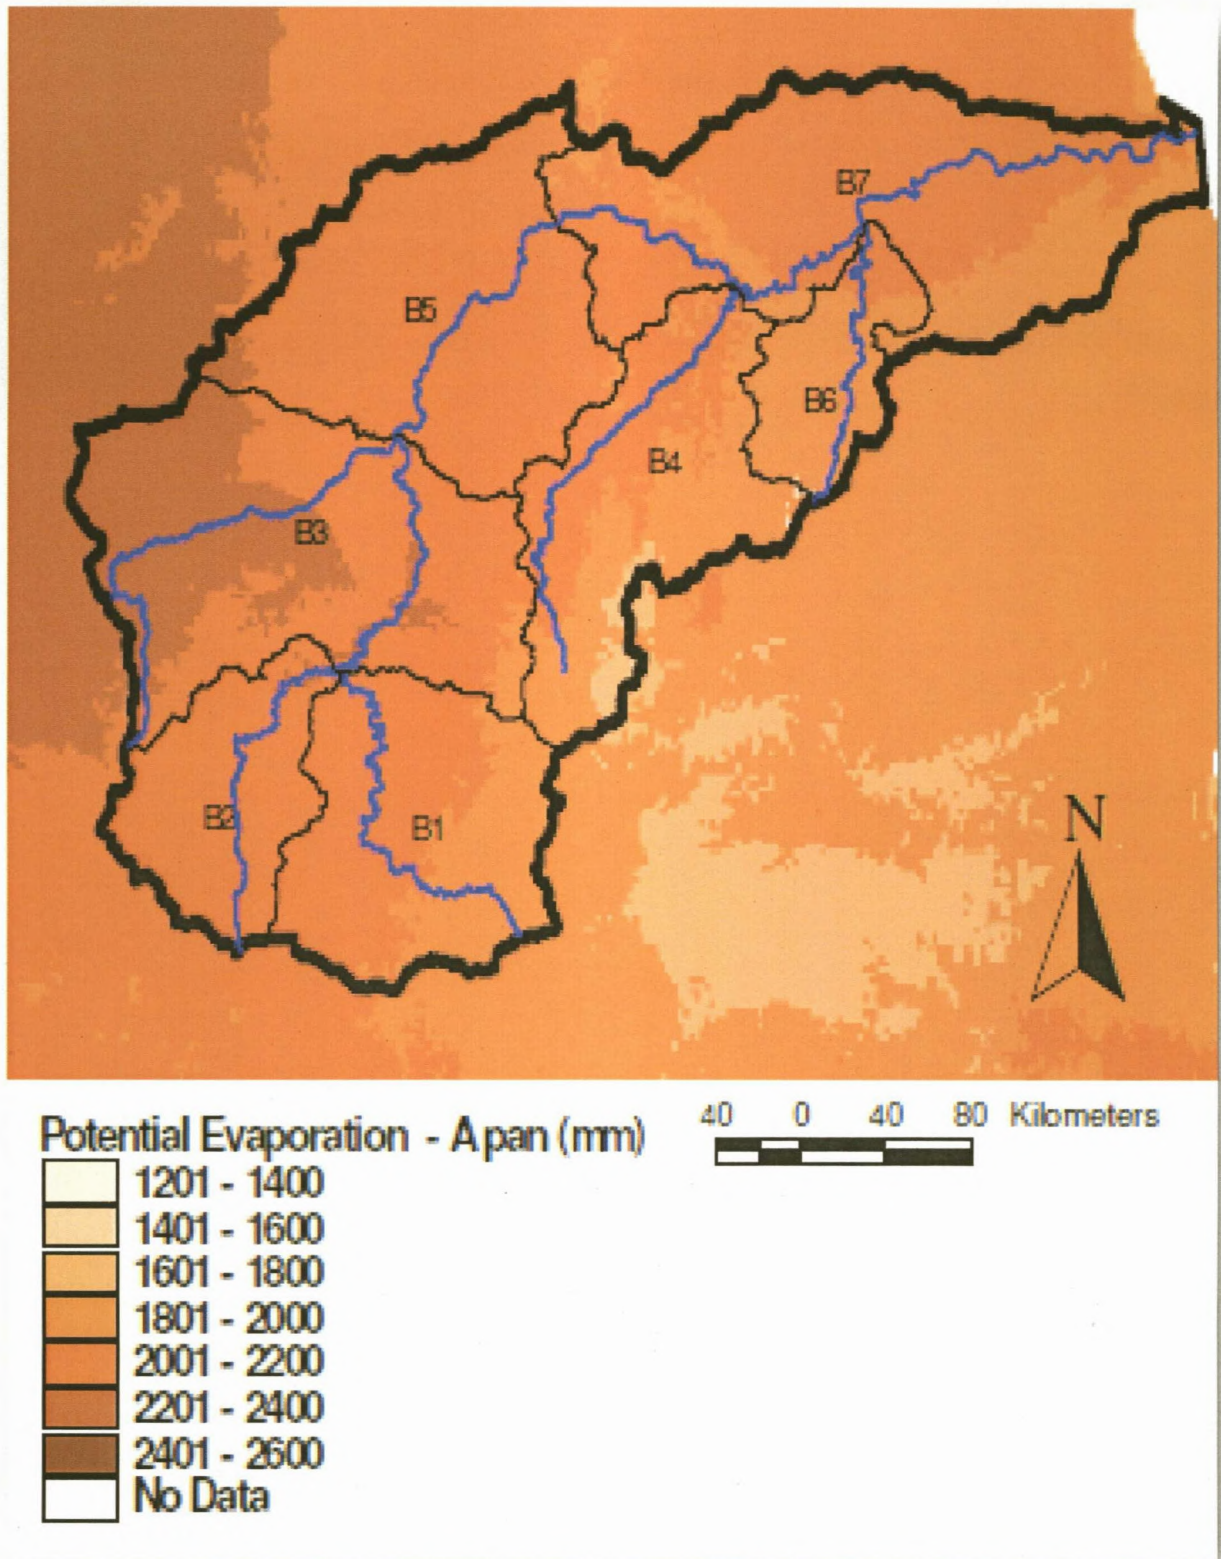 B7
B5
B6
B4
B3
B2
B1
N
Potential Evaporation - A pan (mm)
40 0 40 80 Kilometers
1201 - 1400
1401 - 1600
1601 - 1800
1801 - 2000
2001 - 2200
2201 - 2400
2401 - 2600
No Data